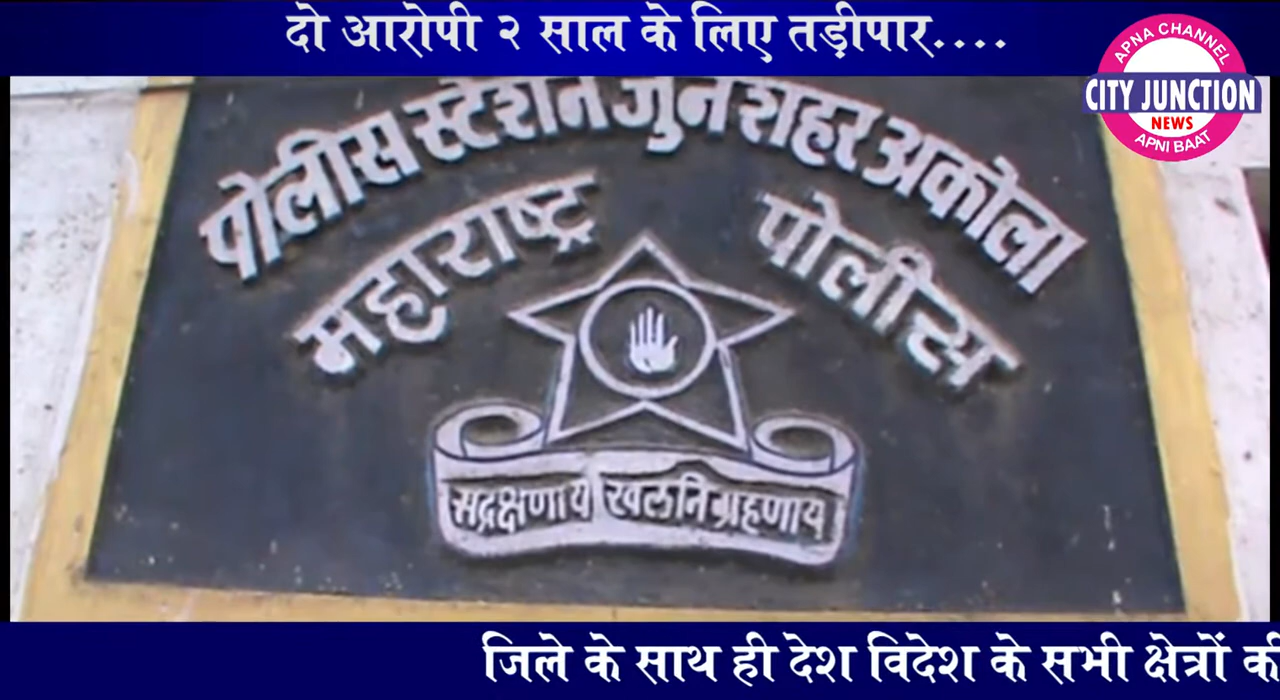 दो आरोपी २ साल के लिए तड़ीपार....
APNA CHANNEL
CITY JUNCTION
NEWS
APNI BAAT
पोलीस स्टेशन जुने शहर अकोला
महाराष्ट्र पोलीस
सद्रक्षणाय खलनिग्रहणाय
जिले के साथ ही देश विदेश के सभी क्षेत्रों की